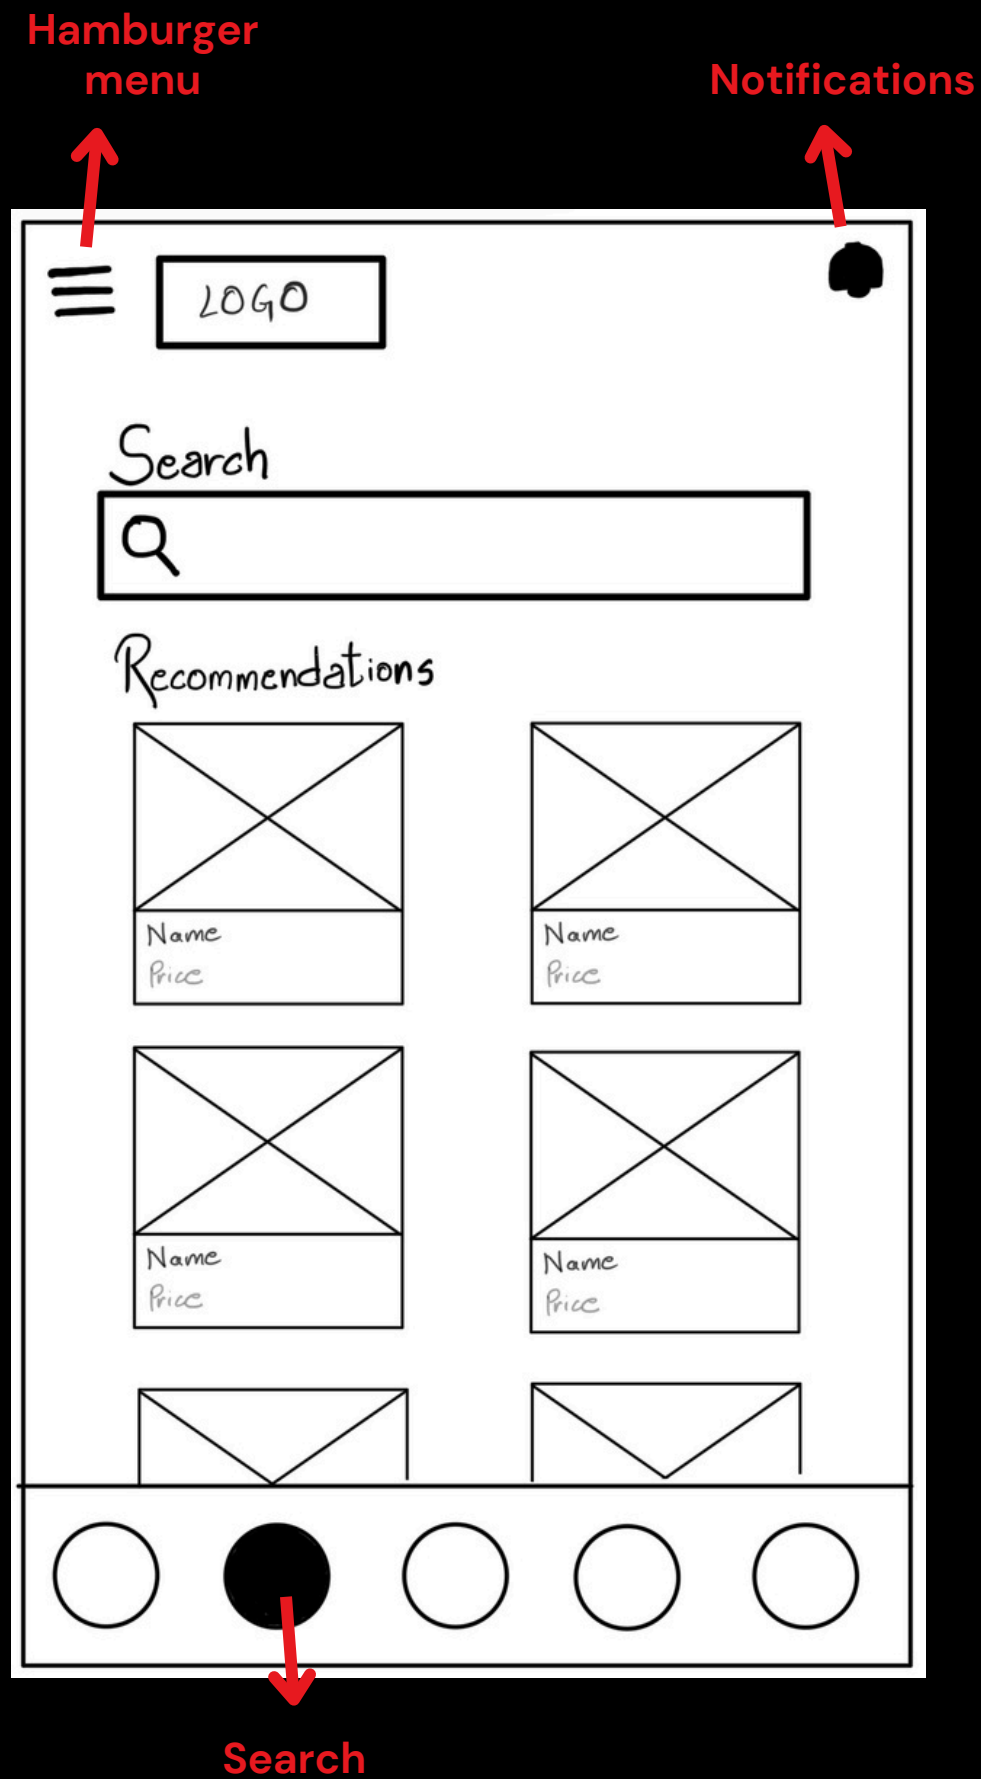 Hamburger
menu
Notifications
LOGO
Search
Recommendations
Name
Price
Name
Price
Name
Price
Name
Price
Search